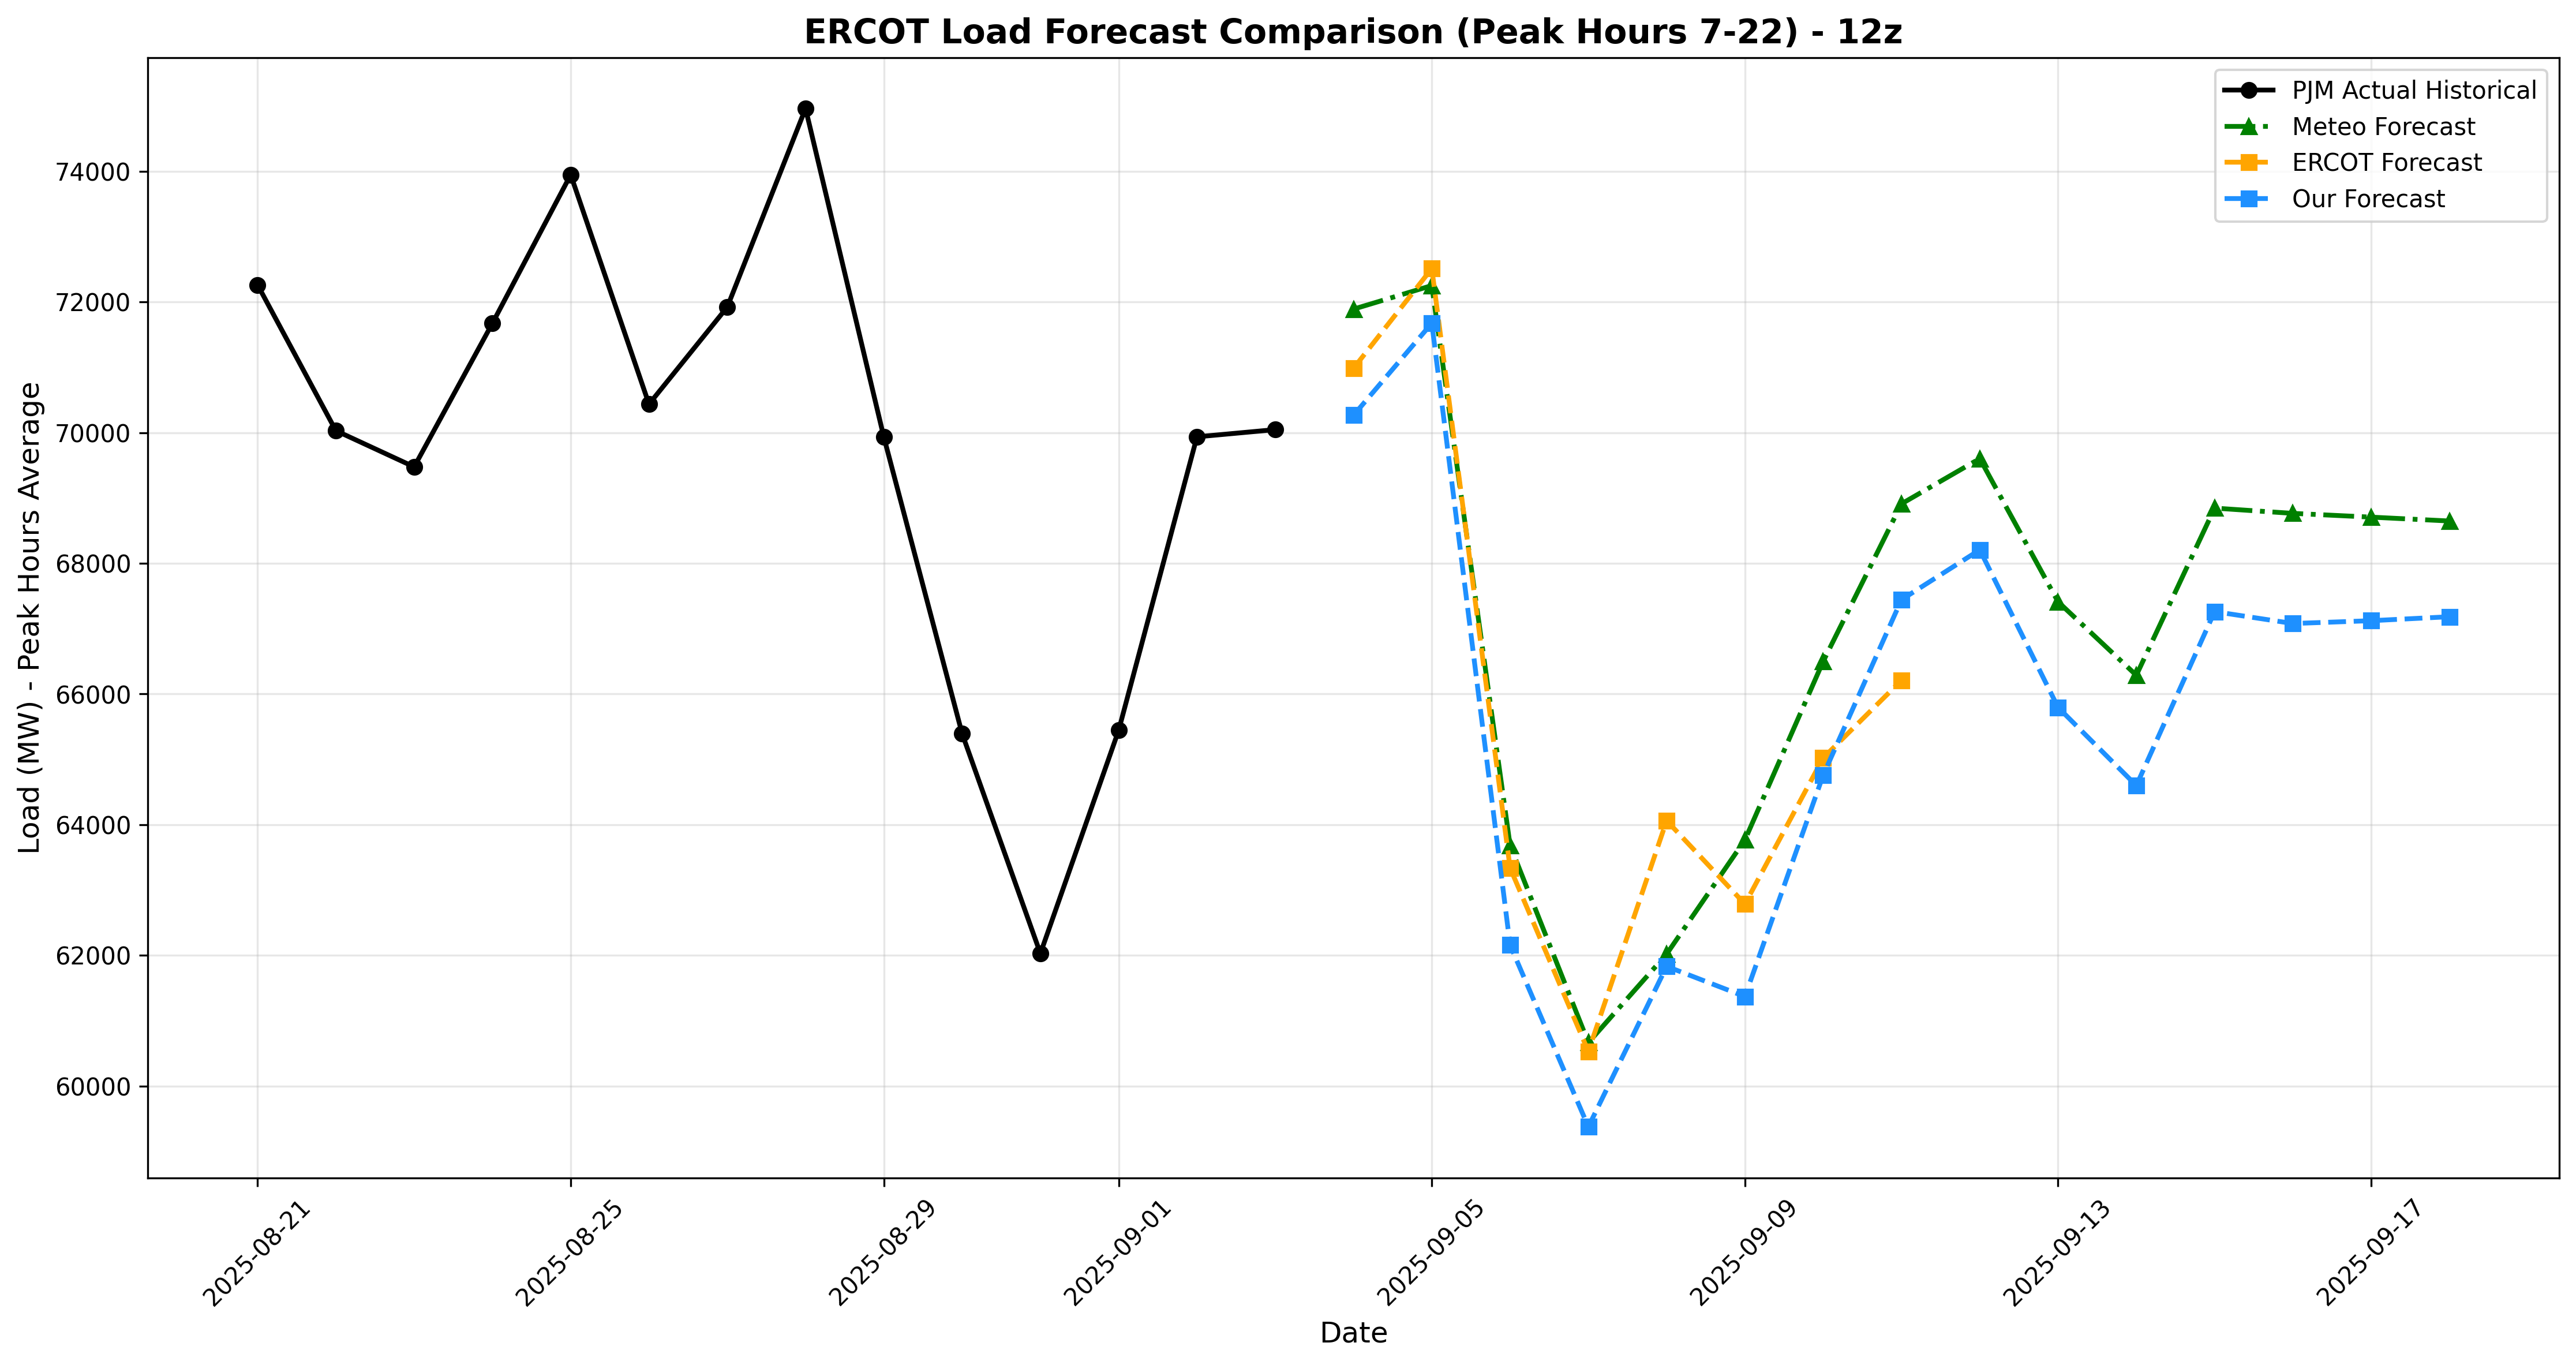 ERCOT Load Forecast Comparison (Peak Hours 7-22) - 12z
PJM Actual Historical
Meteo Forecast
ERCOT Forecast
Our Forecast
Load (MW) - Peak Hours Average
74000
72000
70000
68000
66000
64000
62000
60000
2025-08-21
2025-08-25
2025-08-29
2025-09-01
2025-09-05
2025-09-09
2025-09-13
2025-09-17
Date